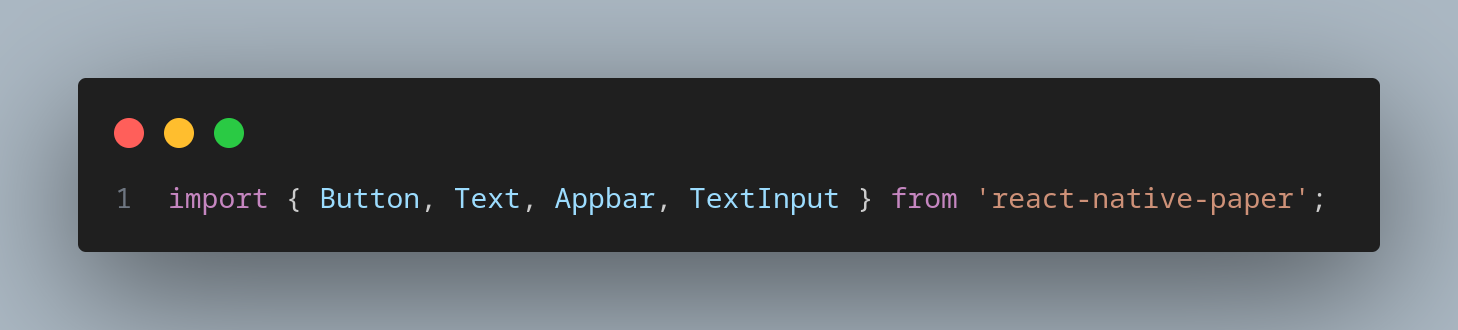 1 import { Button, Text, Appbar, TextInput } from 'react-native-paper';